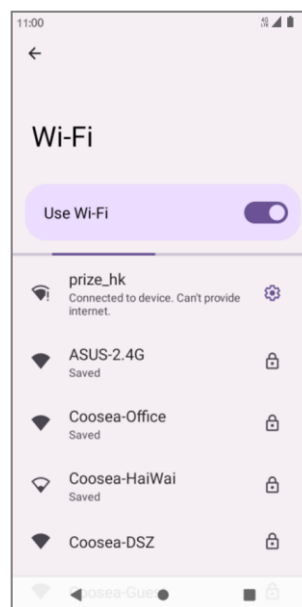 11:00
Wi-Fi
Use Wi-Fi
prize_hk
Connected to device. Can't provide
internet.
ASUS-2.4G
Saved
Coosea-Office
Saved
Coosea-HaiWai
Saved
Coosea-DSZ